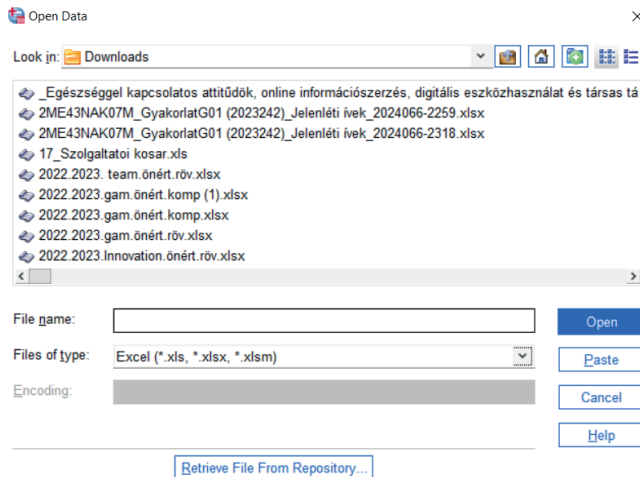 Open Data
Look in: Downloads
_Egészséggel kapcsolatos attitűdök, online információszerzés, digitális eszközhasználat és társas tá
2ME43NAK07M_GyakorlatG01 (2023242)_Jelenléti ívek_2024066-2259.xlsx
2ME43NAK07M_GyakorlatG01 (2023242)_Jelenléti ívek_2024066-2318.xlsx
17_Szolgaltatoi kosar.xls
2022.2023. team.önért.röv.xlsx
2022.2023.gam.önért.komp (1).xlsx
2022.2023.gam.önért.komp.xlsx
2022.2023.gam.önért.röv.xlsx
2022.2023.Innovation.önért.röv.xlsx
File name:
Open
Files of type: Excel (*.xls, *.xlsx, *.xlsm)
Paste
Encoding:
Cancel
Help
Retrieve File From Repository...